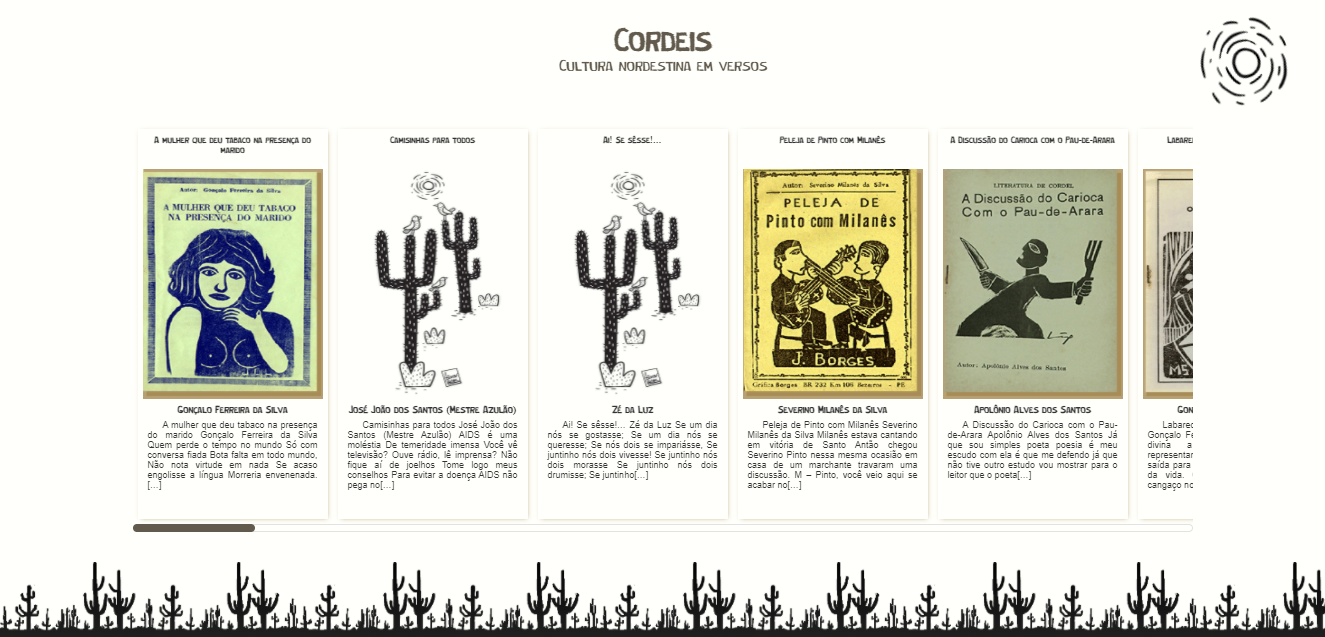 Cordeis
Cultura nordestina em versos
A mulher que deu tabaco na presença do
marido
Autor: Gonçalo Ferreira da Silva
A MULHER QUE DEU TABACO
NA PRESENÇA DO MARIDO
Gonçalo Ferreira da Silva
A mulher que deu tabaco na presença
do marido Gonçalo Ferreira da Silva
Quem perde o tempo no mundo Só com
conversa fiada Bota falta em todo mundo,
Não nota virtude em nada Se acaso
engolisse a língua Morreria envenenada.
[...]
Camisinhas para todos
José João dos Santos (Mestre Azulão)
Camisinhas para todos José João dos
Santos (Mestre Azulão) AIDS é uma
moléstia De temeridade imensa Você vê
televisão? Ouve rádio, lê imprensa? Não
fique aí de joelhos Tome logo meus
conselhos Para evitar a doença AIDS não
pega no[...]
Ai! Se sêsse!...
Zé da Luz
Ai! Se sêsse!... Zé da Luz Se um dia
nós se gostasse; Se um dia nós se
queresse; Se nós dois se impariásse, Se
juntinho nós dois vivesse! Se juntinho nós
dois morasse Se juntinho nós dois
drumisse; Se juntinho[...]
Peleja de Pinto com Milanês
Autor: Severino Milanês da Silva
PELEJA DE
Pinto com Milanês
J. BORGES
Gráfica Borges BR 232 Km 106 Bezerros - PE
Severino Milanês da Silva
Peleja de Pinto com Milanês Severino
Milanês da Silva Milanês estava cantando
em vitória de Santo Antão chegou
Severino Pinto nessa mesma ocasião em
casa de um marchante travaram uma
discussão. M – Pinto, você veio aqui se
acabar no[...]
A Discussão do Carioca com o Pau-de-Arara
LITERATURA DE CORDEL
A Discussão do Carioca
Com o Pau-de-Arara
Autor: Apolônio Alves dos Santos
Apolônio Alves dos Santos
A Discussão do Carioca com o Pau-
de-Arara Apolônio Alves dos Santos Já
que sou simples poeta poesia é meu
escudo com ela é que me defendo já que
não tive outro estudo vou mostrar para o
leitor que o poeta[...]
Labare
MS
Gon
Labared
Gonçalo Fe
divina a
representar
saída para
da vida.
cangaço no